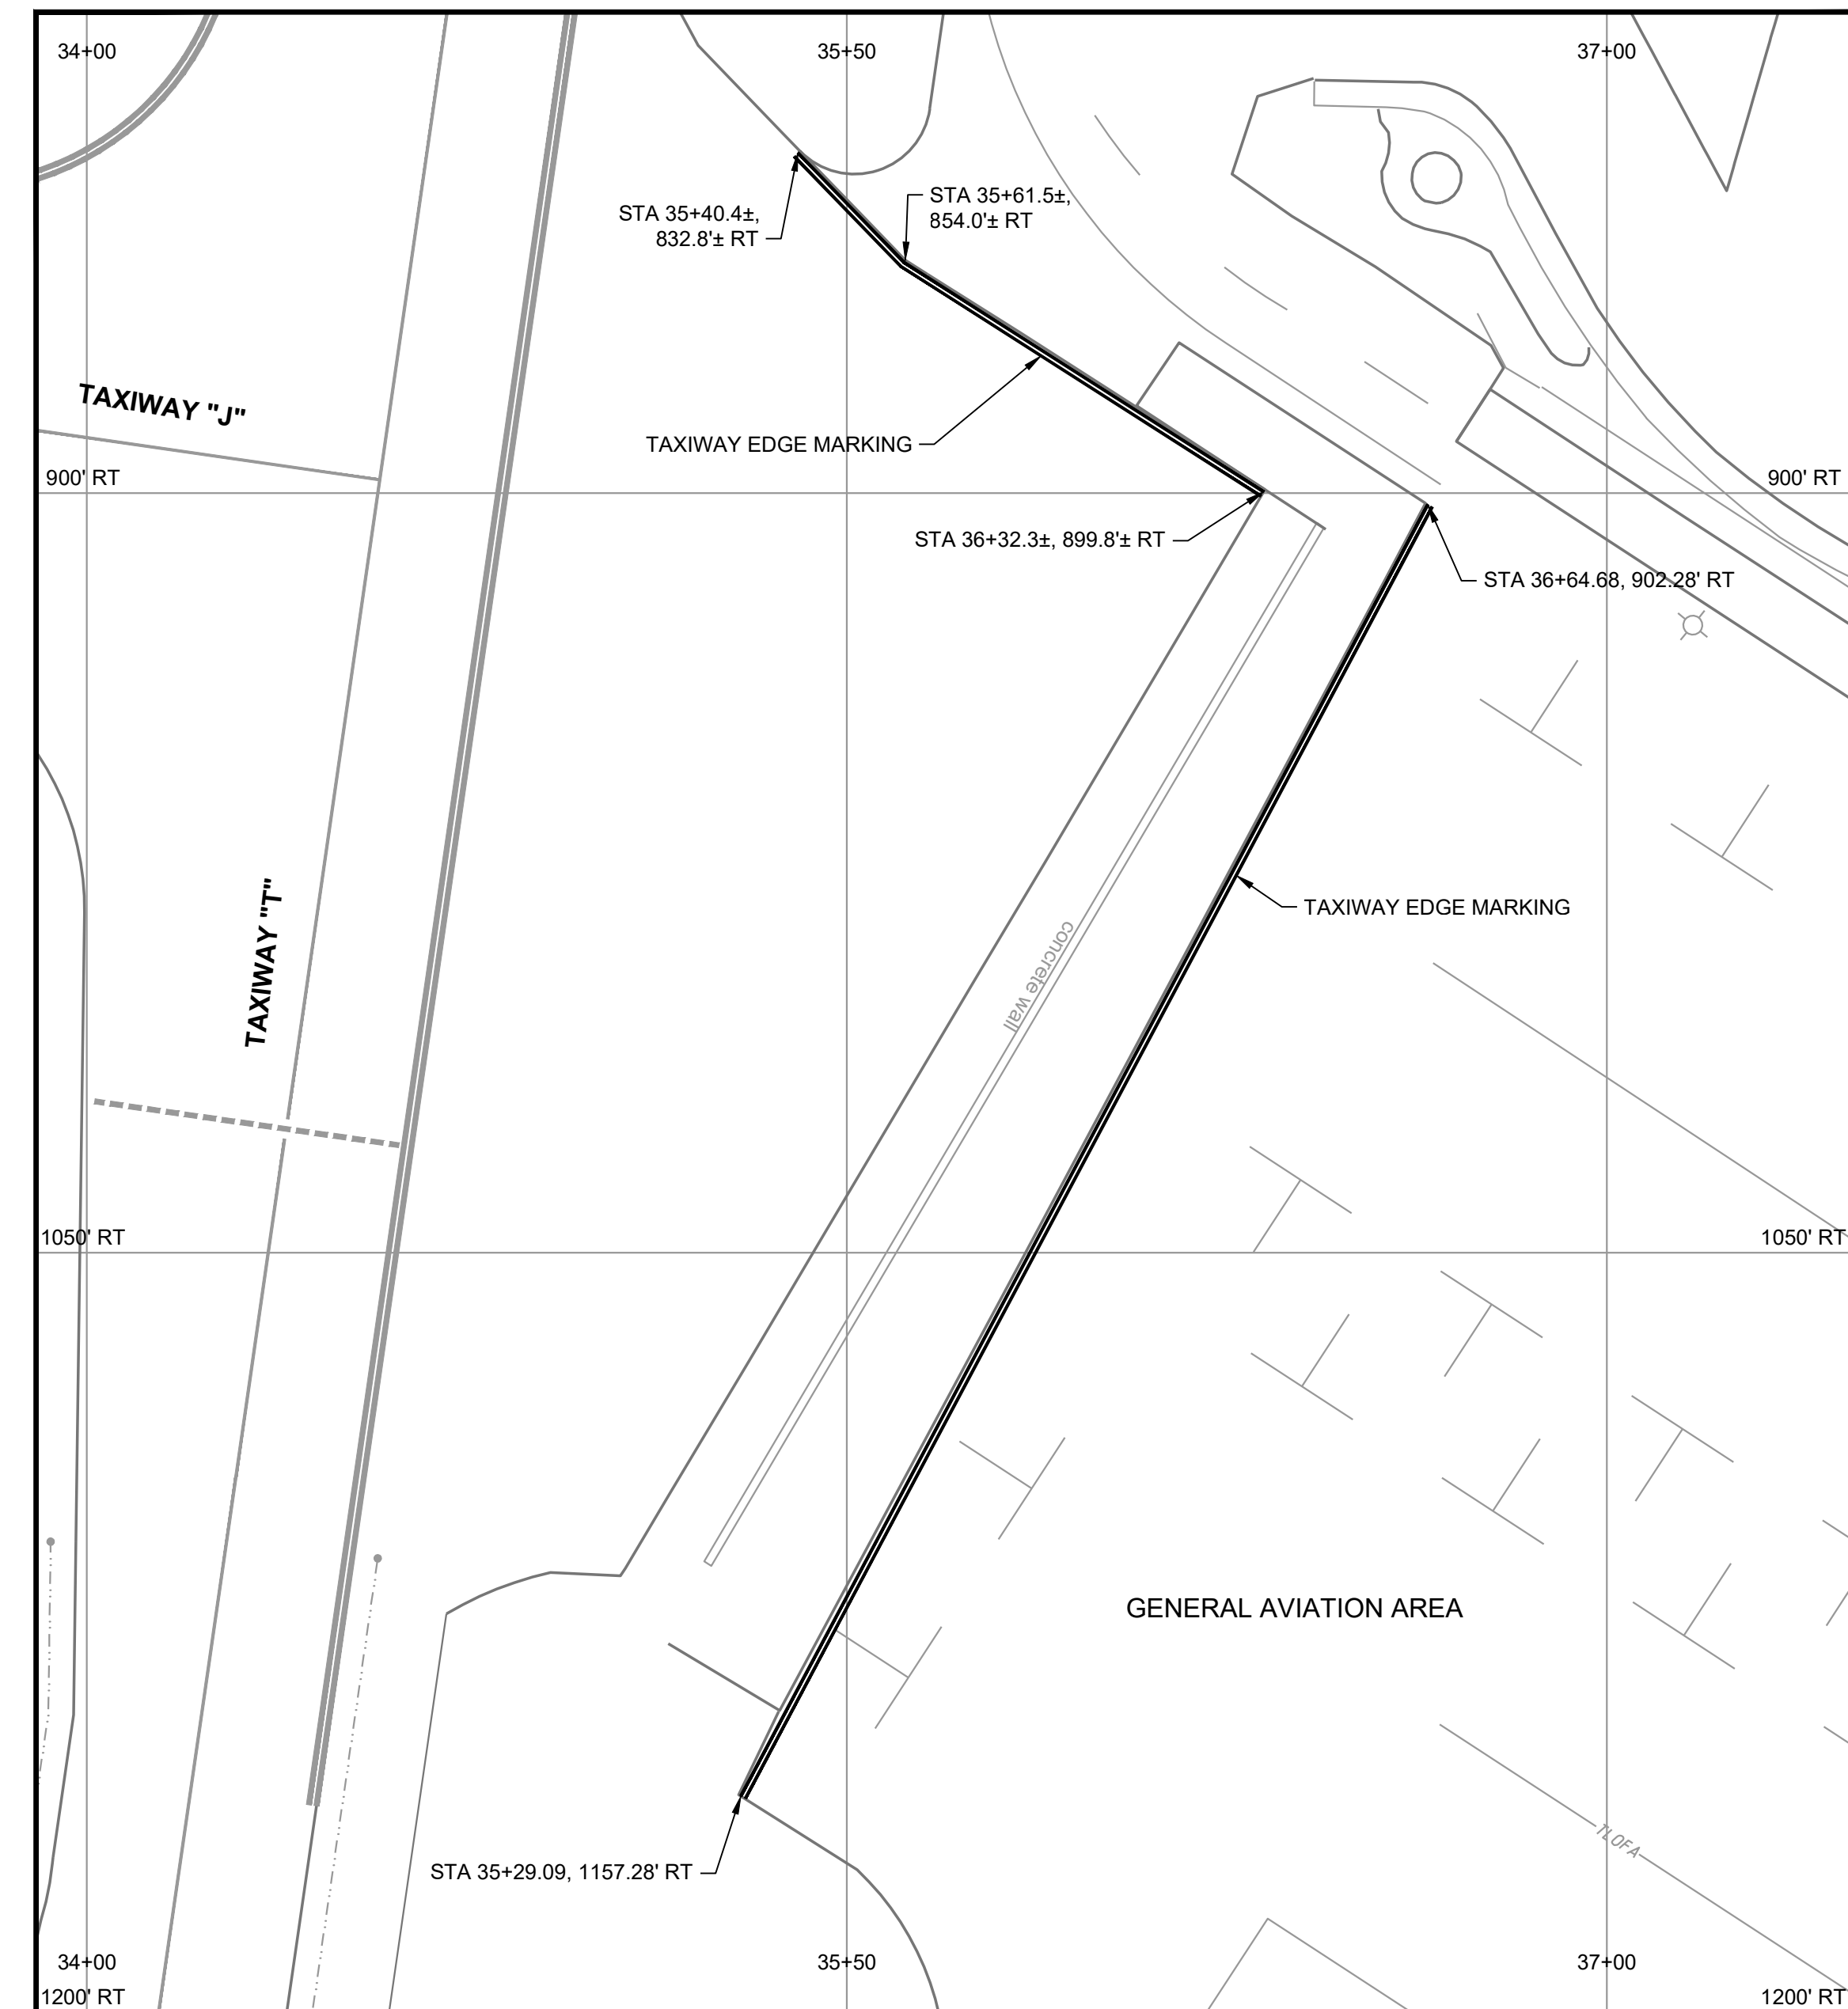 34+00
35+50
37+00
STA 35+40.4±,
832.8'± RT
STA 35+61.5±,
854.0'± RT
TAXIWAY "J"
TAXIWAY EDGE MARKING
900' RT
900' RT
STA 36+32.3±, 899.8'± RT
STA 36+64.68, 902.28' RT
TAXIWAY "T"
TAXIWAY EDGE MARKING
concrete wall
1050' RT
1050' RT
GENERAL AVIATION AREA
TLOFA
STA 35+29.09, 1157.28' RT
34+00
35+50
37+00
1200' RT
1200' RT